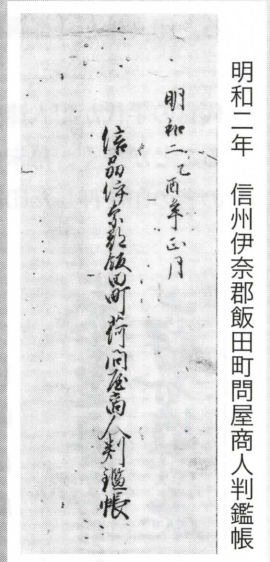 明和二年 信州伊奈郡飯田町問屋商人判鑑帳
明和二乙酉年正月
信州伊奈郡飯田町荷問屋商人判鑑帳